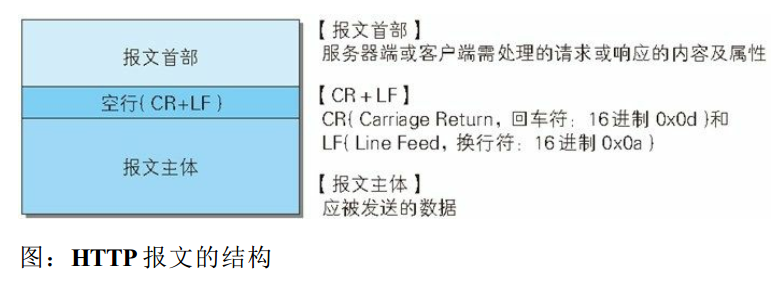 报文首部
空行(CR+LF)
报文主体
【报文首部】
服务器端或客户端需处理的请求或响应的内容及属性
【CR+LF】
CR(Carriage Return，回车符：16进制 0x0d)和
LF(Line Feed，换行符：16进制 0x0a)
【报文主体】
应被发送的数据
图：HTTP 报文的结构